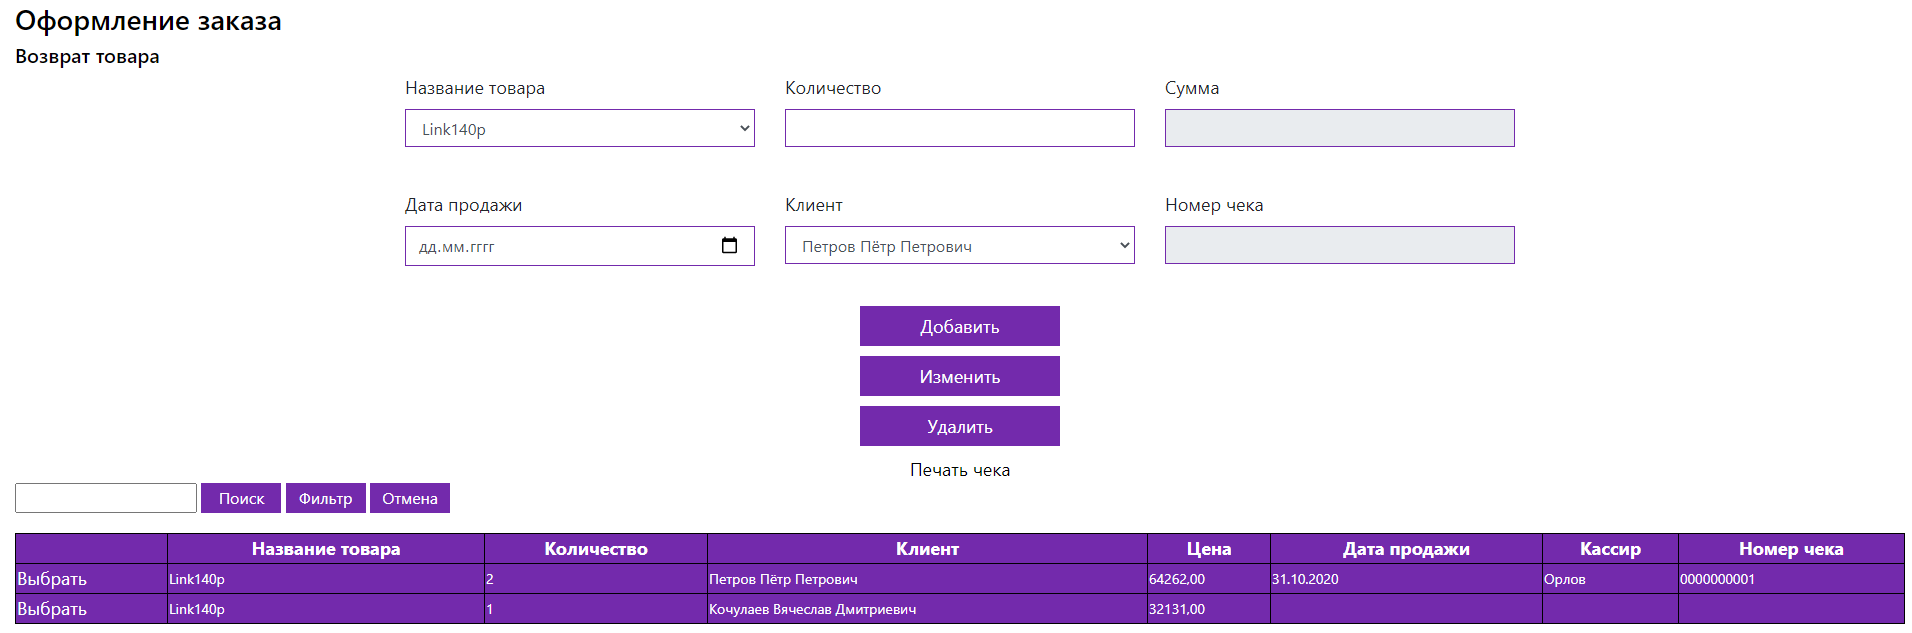 Оформление заказа
Возврат товара
Название товара Количество Сумма
Link140p
Дата продажи Клиент Номер чека
дд.мм.гггг Петров Пётр Петрович
Добавить
Изменить
Удалить
Печать чека
Поиск Фильтр Отмена
Название товара Количество Клиент Цена Дата продажи Кассир Номер чека
Выбрать Link140p 2 Петров Пётр Петрович 64262,00 31.10.2020 Орлов 0000000001
Выбрать Link140p 1 Кочулаев Вячеслав Дмитриевич 32131,00